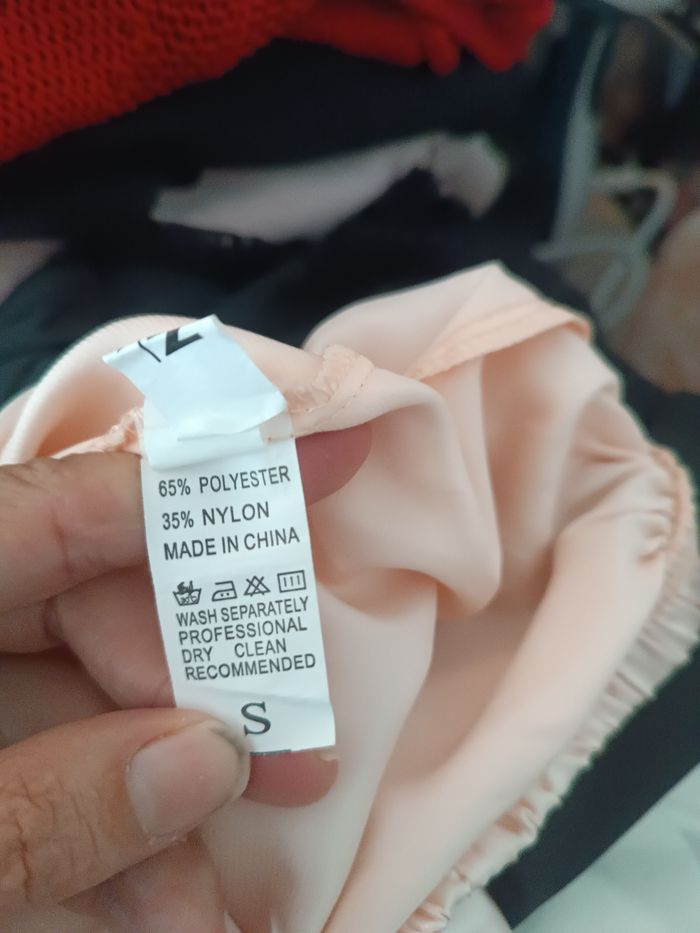 65% POLYESTER
35% NYLON
MADE IN CHINA
WASH SEPARATELY
PROFESSIONAL
DRY CLEAN
RECOMMENDED
S